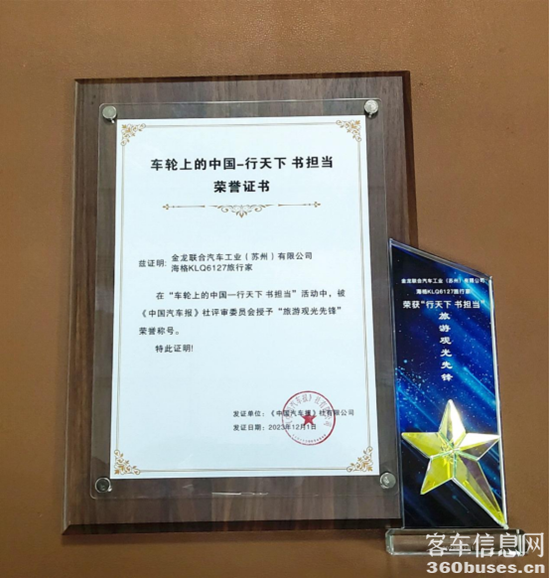 车轮上的中国-行天下 书担当
荣誉证书
兹证明：金龙联合汽车工业（苏州）有限公司
海格KLQ6127旅行家
在“车轮上的中国—行天下 书担当”活动中，被
《中国汽车报》社评审委员会授予“旅游观光先锋”
荣誉称号。
特此证明！
发证单位：《中国汽车报》社有限公司
发证日期：2023年12月1日
金龙联合汽车工业（苏州）有限公司
海格KLQ6127旅行家
荣获“行天下 书担当”
旅游观光先锋
客车信息网
360buses.cn